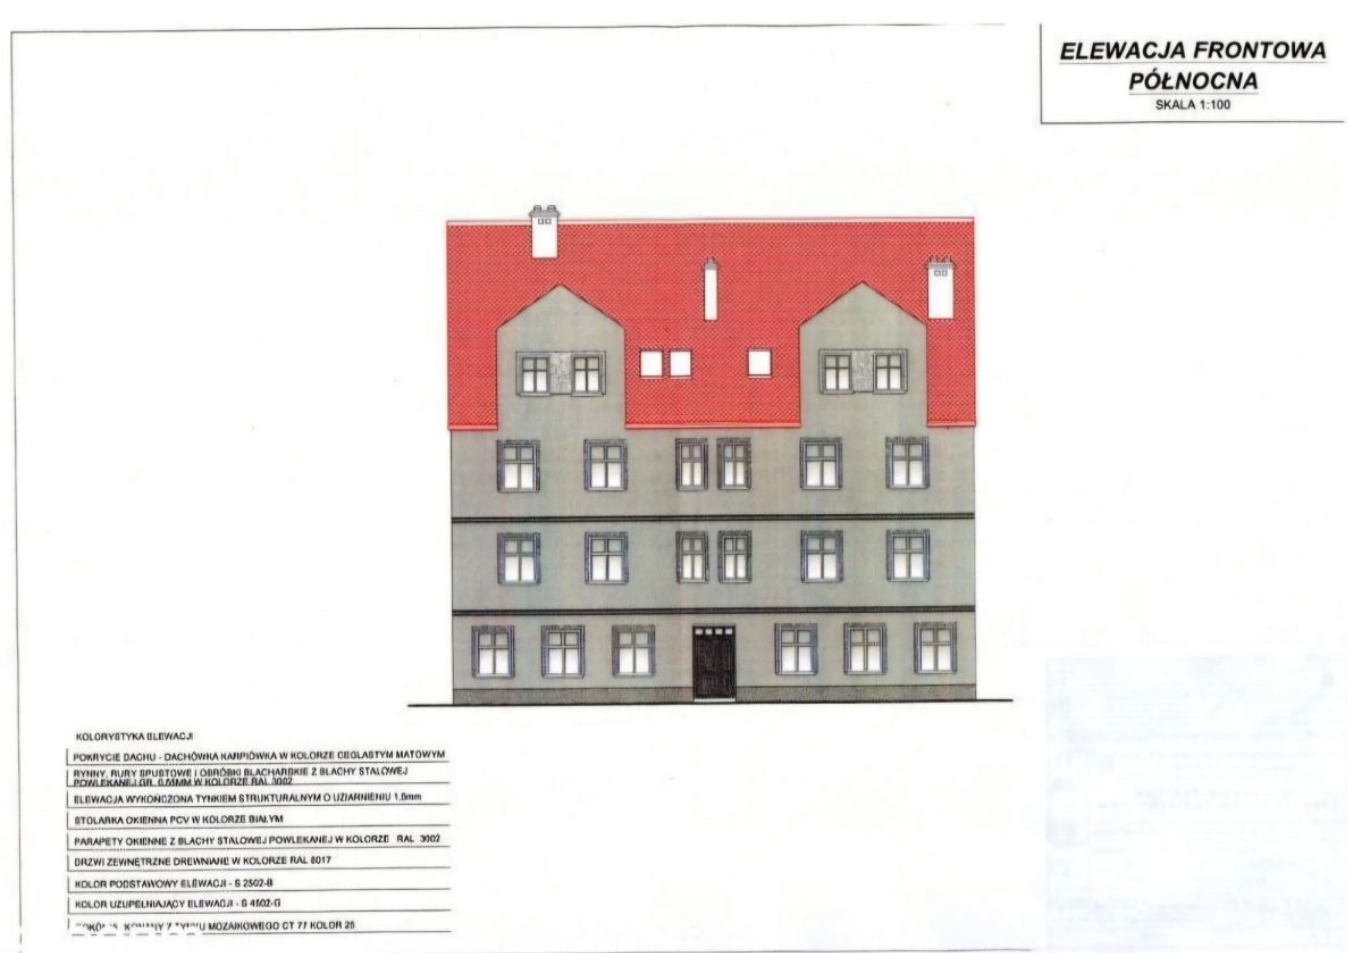 ELEWACJA FRONTOWA
PÓŁNOCNA
SKALA 1:100
KOLORYSTYKA ELEWACJI
POKRYCIE DACHU - DACHÓWKA KARPIÓWKA W KOLORZE CEGLASTYM MATOWYM
RYNNY, RURY SPUSTOWE I OBRÓBKI BLACHARSKIE Z BLACHY STALOWEJ
POWLEKANEJ GR. W KOLORZE RAL 3002
ELEWACJA WYKOŃCZONA TYNKIEM STRUKTURALNYM O UZIARNIENIU 1.5mm
STOLARKA OKIENNA PCV W KOLORZE BIAŁYM
PARAPETY OKIENNE Z BLACHY STALOWEJ POWLEKANEJ W KOLORZE RAL 3002
DRZWI ZEWNĘTRZNE DREWNIANE W KOLORZE RAL 8017
KOLOR PODSTAWOWY ELEWACJI - S 2502-B
KOLOR UZUPEŁNIAJĄCY ELEWACJI - S 4502-G
MOZAIKOWEGO CT 77 KOLOR 25